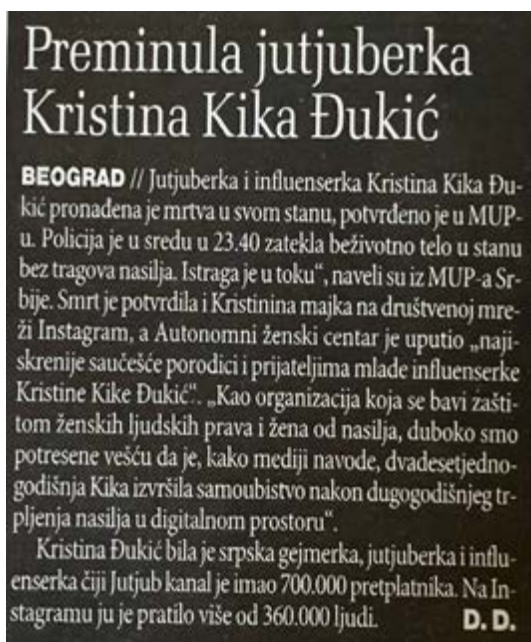 Preminula jutjuberka
Kristina Kika Đukić
BEOGRAD // Jutjuberka i influenserka Kristina Kika Đu-
kić pronađena je mrtva u svom stanu, potvrđeno je u MUP-
u. Policija je u sredu u 23.40 zatekla beživotno telo u stanu
bez tragova nasilja. Istraga je u toku“, naveli su iz MUP-a Sr-
bije. Smrt je potvrdila i Kristinina majka na društvenoj mre-
ži Instagram, a Autonomni ženski centar je uputio „naji-
skrenije saučešće porodici i prijateljima mlade influenserke
Kristine Kike Đukić“. „Kao organizacija koja se bavi zašti-
tom ženskih ljudskih prava i žena od nasilja, duboko smo
potresene vešću da je, kako mediji navode, dvadesetjedno-
godišnja Kika izvršila samoubistvo nakon dugogodišnjeg tr-
pljenja nasilja u digitalnom prostoru“.
Kristina Đukić bila je srpska gejmerka, jutjuberka i influ-
enserka čiji Jutjub kanal je imao 700.000 pretplatnika. Na In-
stagramu ju je pratilo više od 360.000 ljudi. D. D.